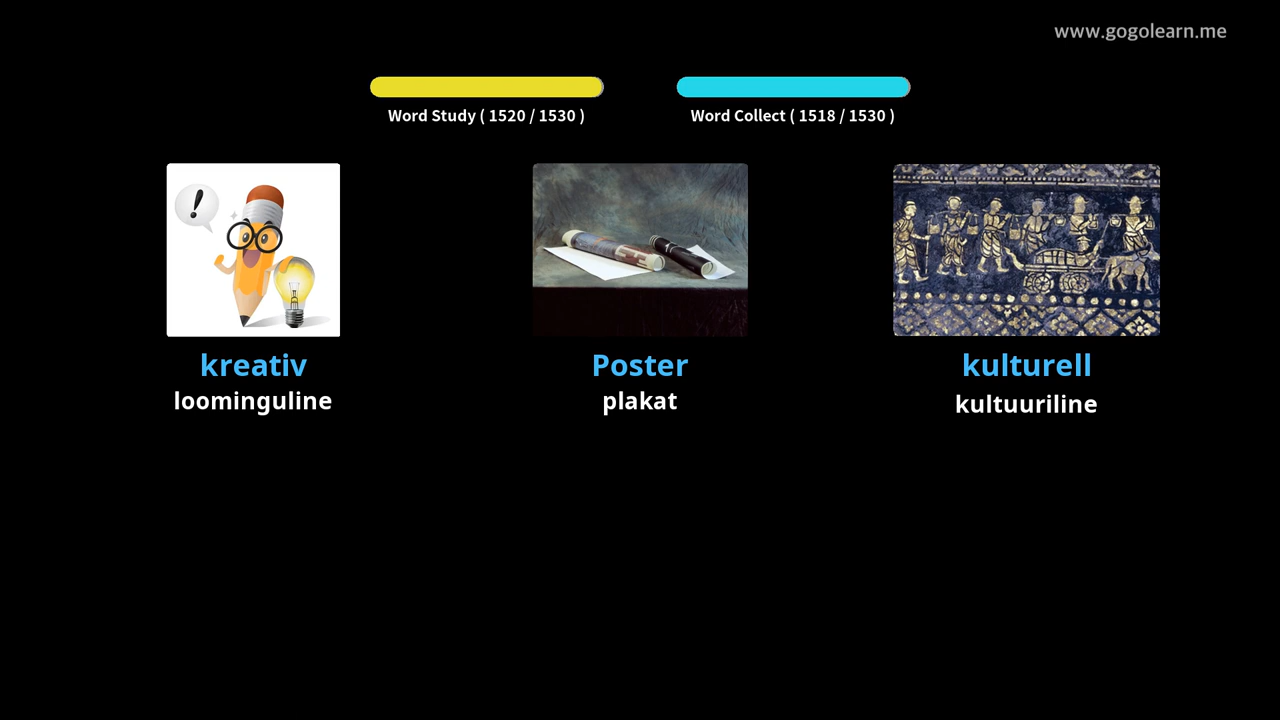 www.gogolearn.me
Word Study ( 1520 / 1530 )
Word Collect ( 1518 / 1530 )
!
kreativ
loominguline
Poster
plakat
kulturell
kultuuriline